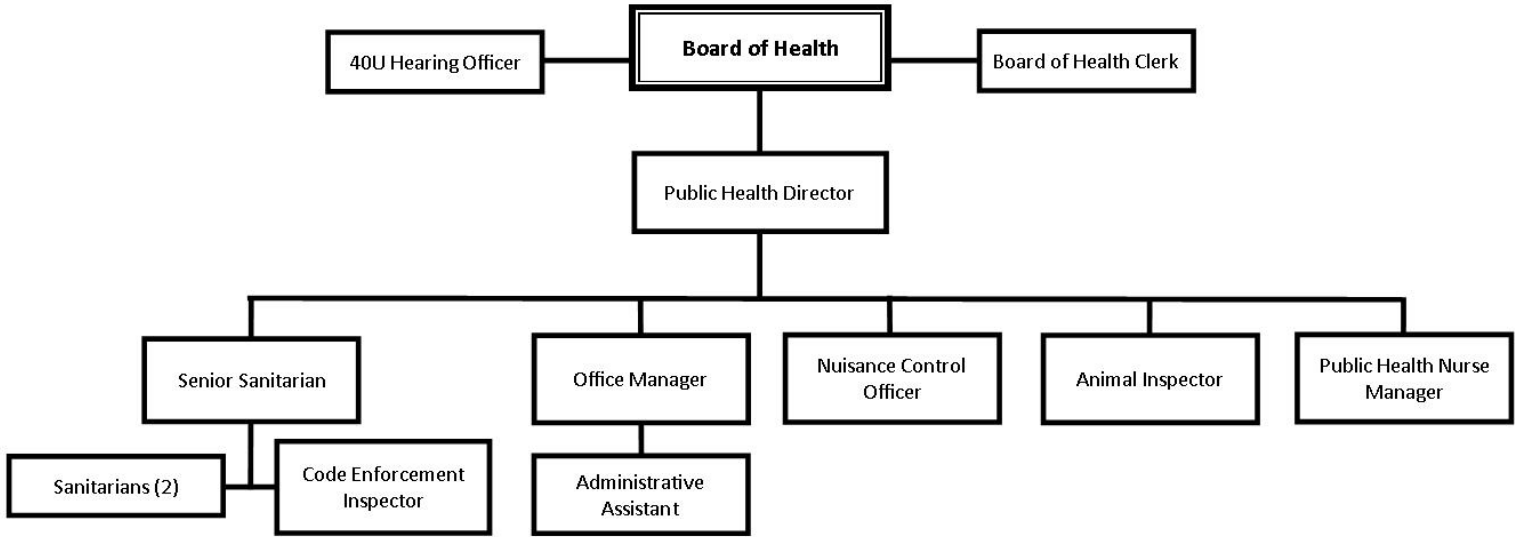 40U Hearing Officer
Board of Health
Board of Health Clerk
Public Health Director
Senior Sanitarian
Office Manager
Nuisance Control
Officer
Animal Inspector
Public Health Nurse
Manager
Sanitarians (2)
Code Enforcement
Inspector
Administrative
Assistant